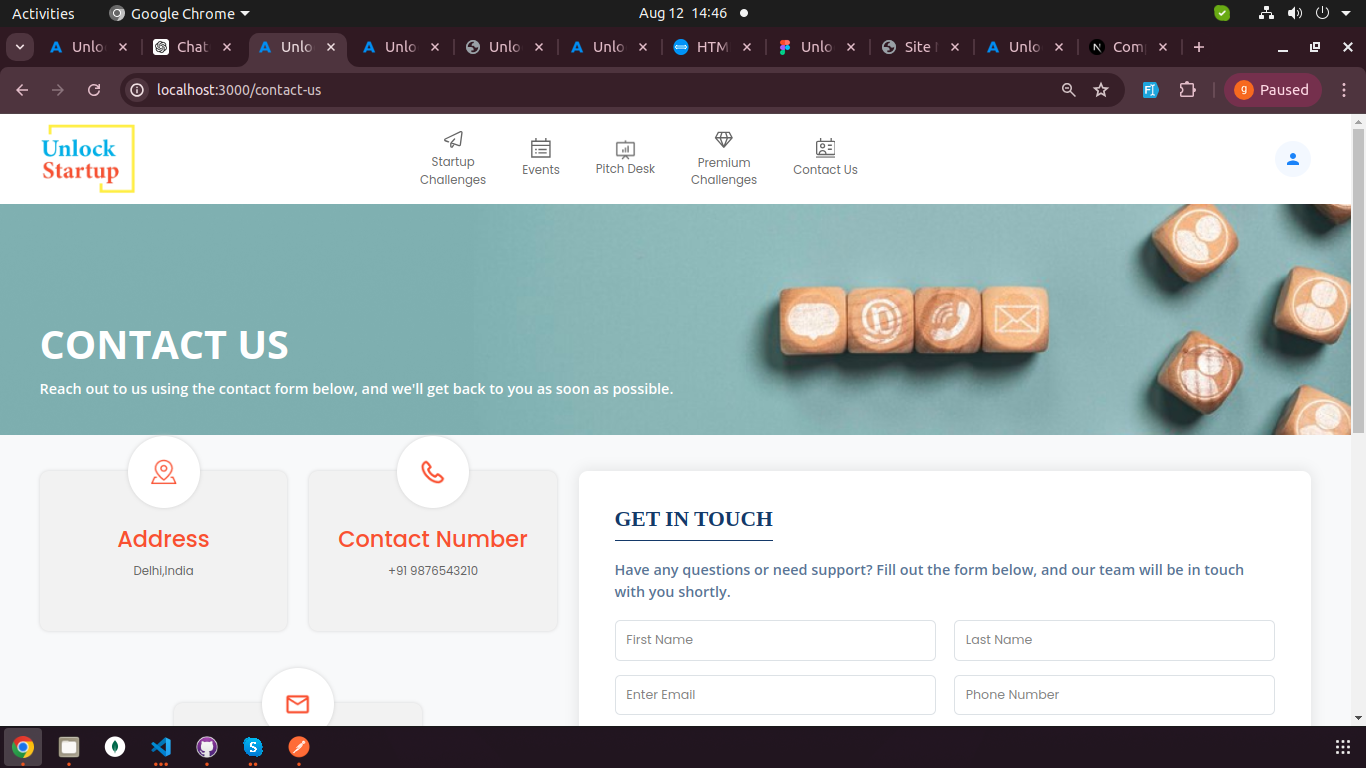 Activities
Google Chrome
Aug 12 14:46
Unlo
Chat
Unlo
Unlo
Unlo
Unlo
HTM
Unlo
Site
Unlo
Com
localhost:3000/contact-us
Paused
Unlock
Startup
Startup
Challenges
Events
Pitch Desk
Premium
Challenges
Contact Us
CONTACT US
Reach out to us using the contact form below, and we'll get back to you as soon as possible.
Address
Delhi,India
Contact Number
+91 9876543210
GET IN TOUCH
Have any questions or need support? Fill out the form below, and our team will be in touch
with you shortly.
First Name
Last Name
Enter Email
Phone Number